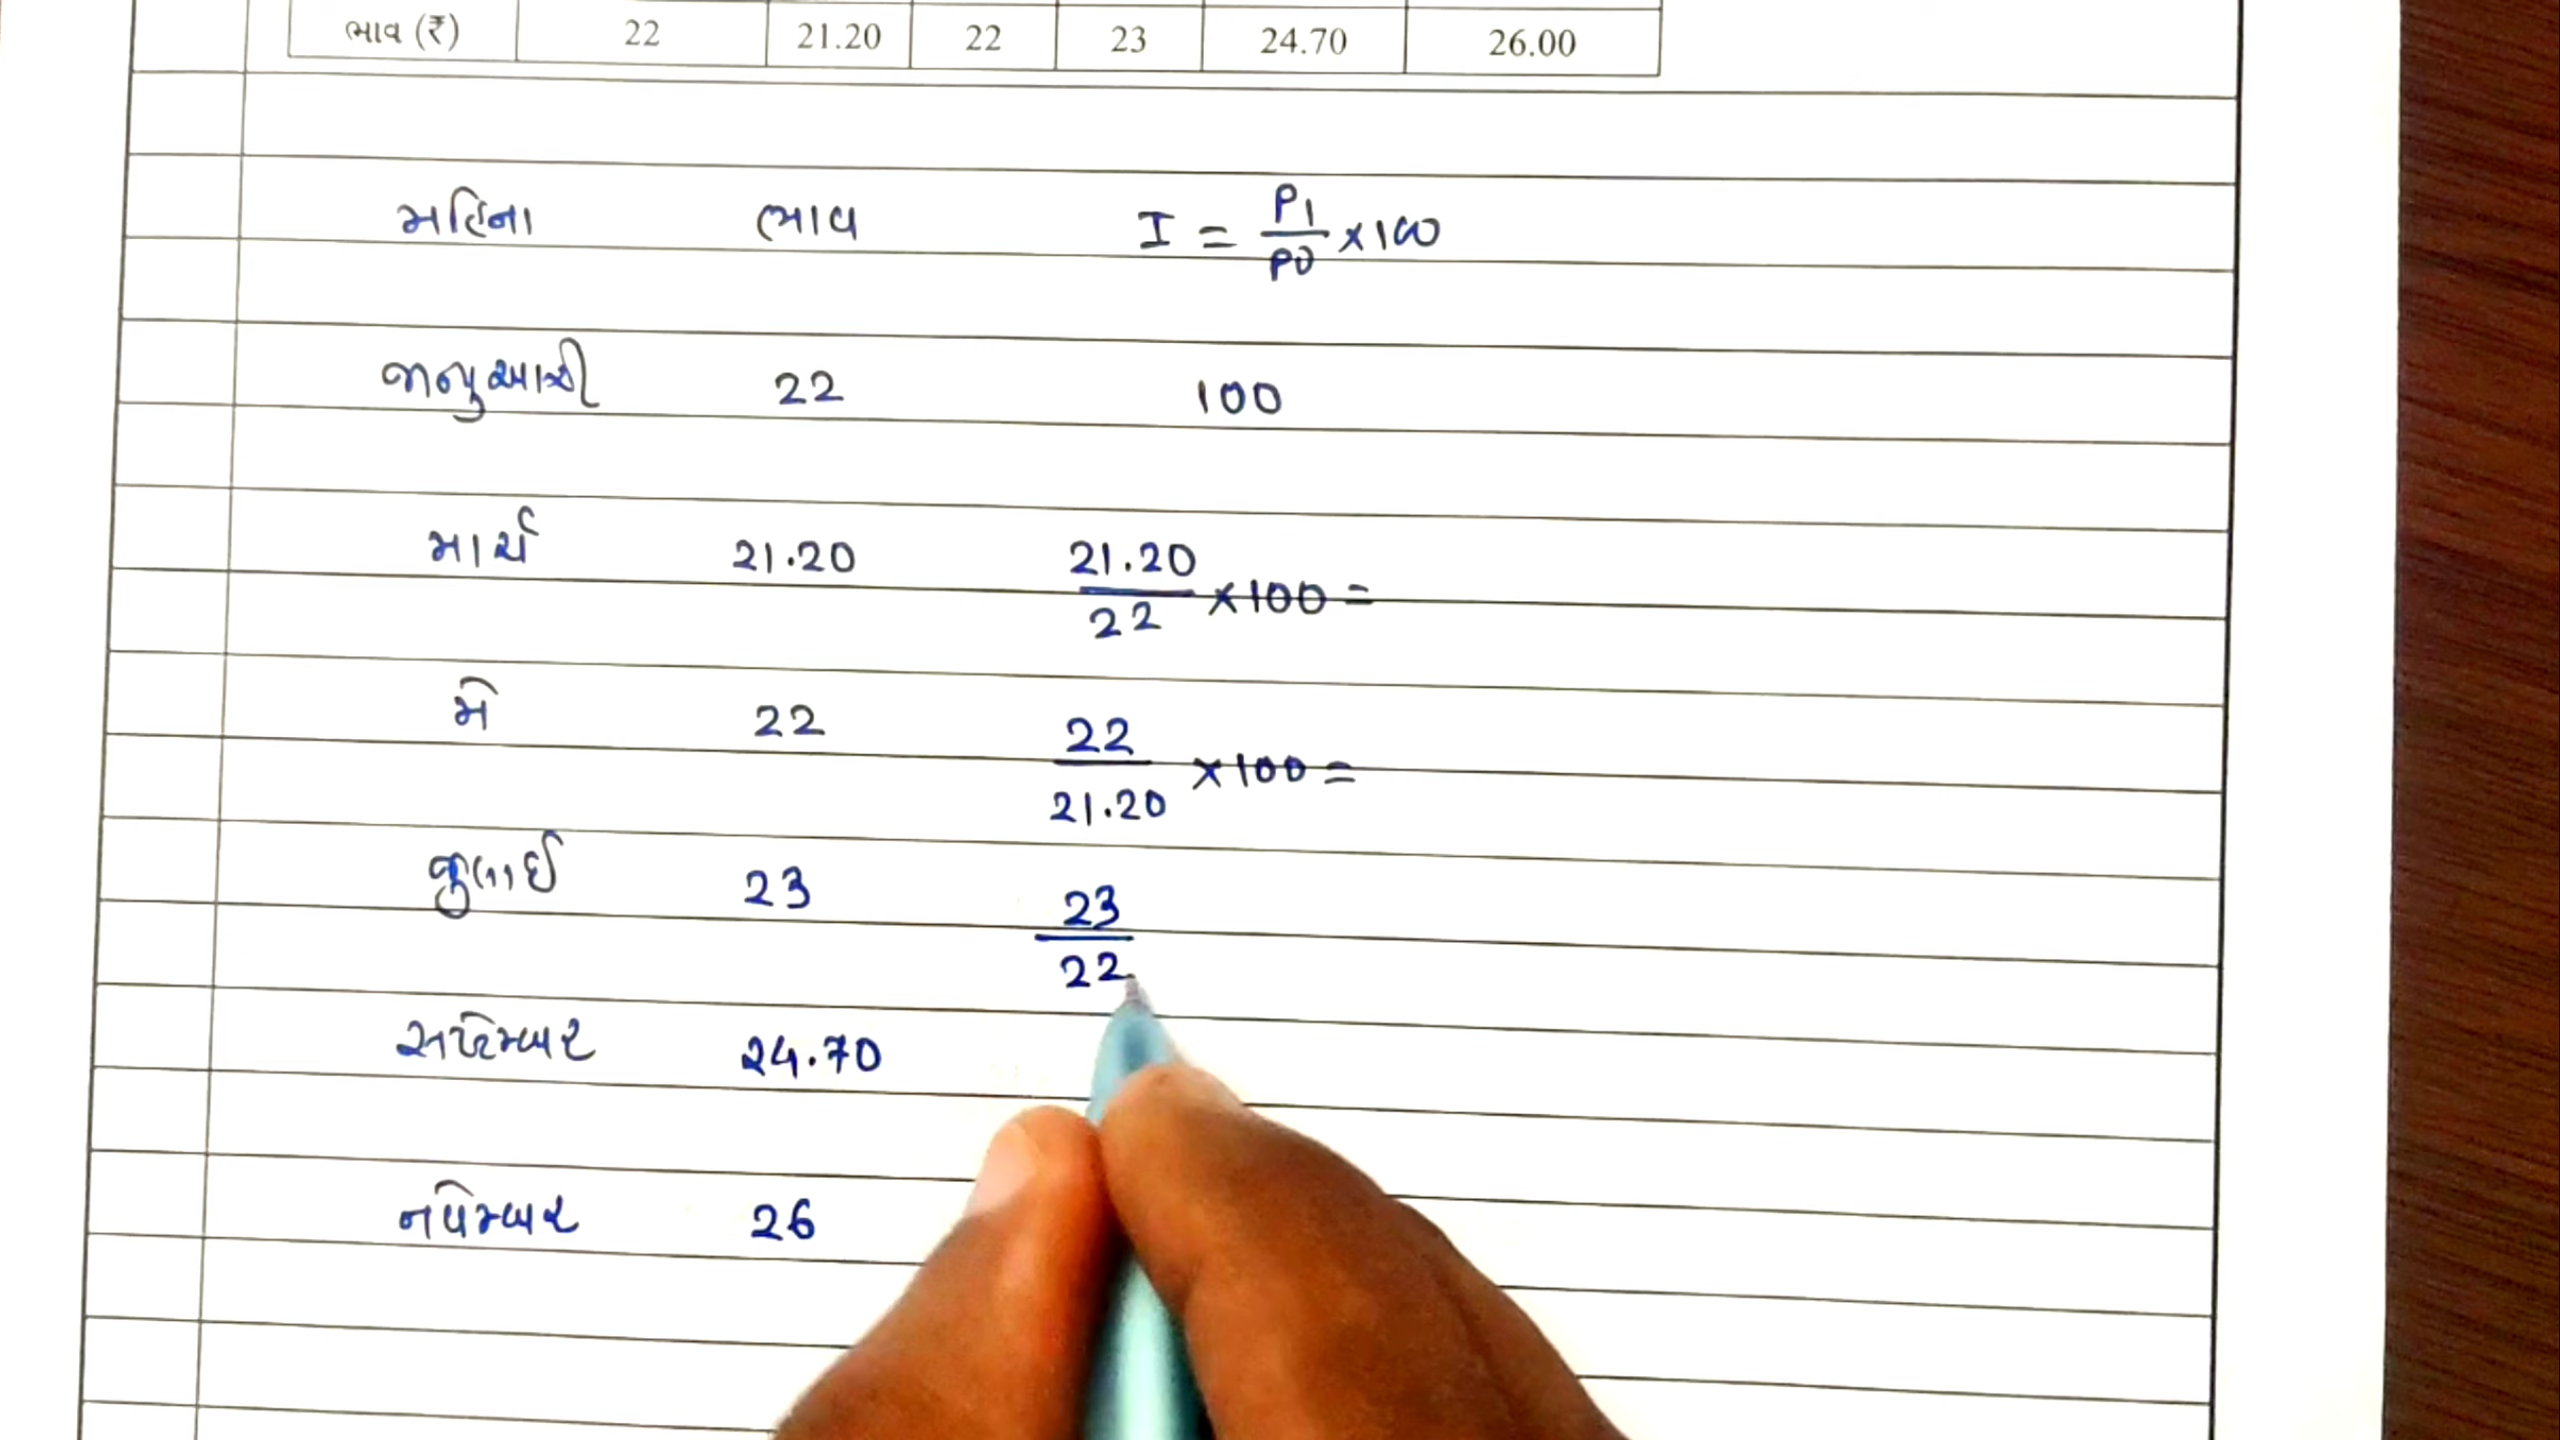 ભાવ (₹) 22 21.20 22 23 24.70 26.00
મહિના ભાવ I = P1/P0 ×100
જાન્યુઆરી 22 100
માર્ચ 21.20 21.20/22 ×100 =
મે 22 22/21.20 ×100 =
જુલાઈ 23 23/22
સપ્ટેમ્બર 24.70
નવેમ્બર 26